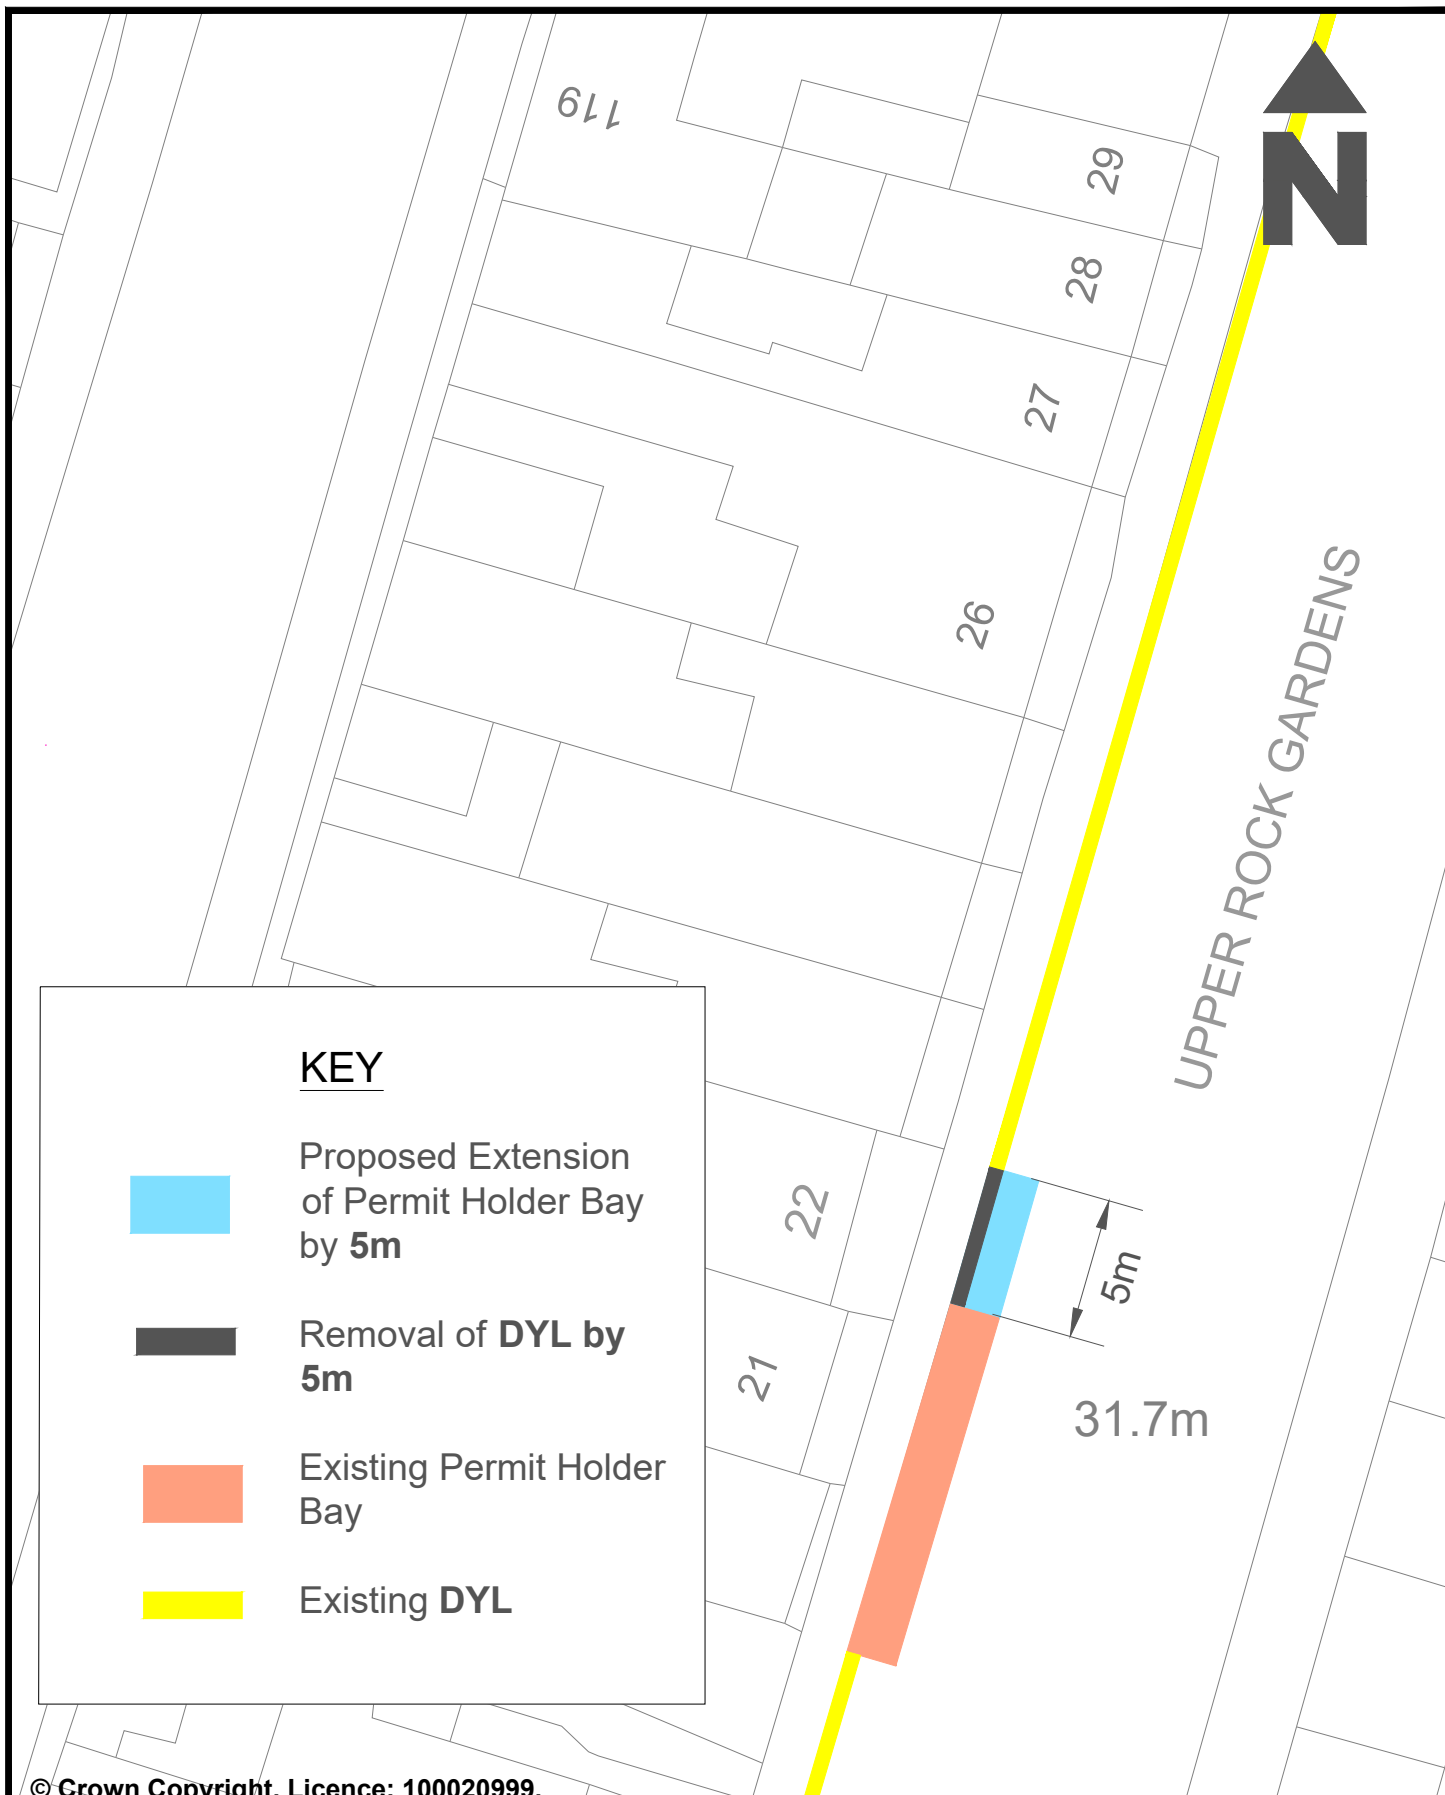 119
29
N
28
27
26
UPPER ROCK GARDENS
KEY
Proposed Extension
of Permit Holder Bay
by 5m
22
5m
Removal of DYL by
5m
21
31.7m
Existing Permit Holder
Bay
Existing DYL
© Crown Copyright. Licence: 100020999.